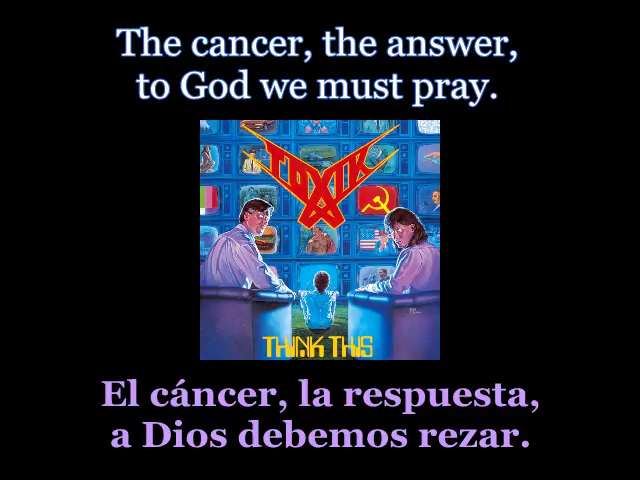 The cancer, the answer,
to God we must pray.
TOXIK
THINK THIS
El cáncer, la respuesta,
a Dios debemos rezar.